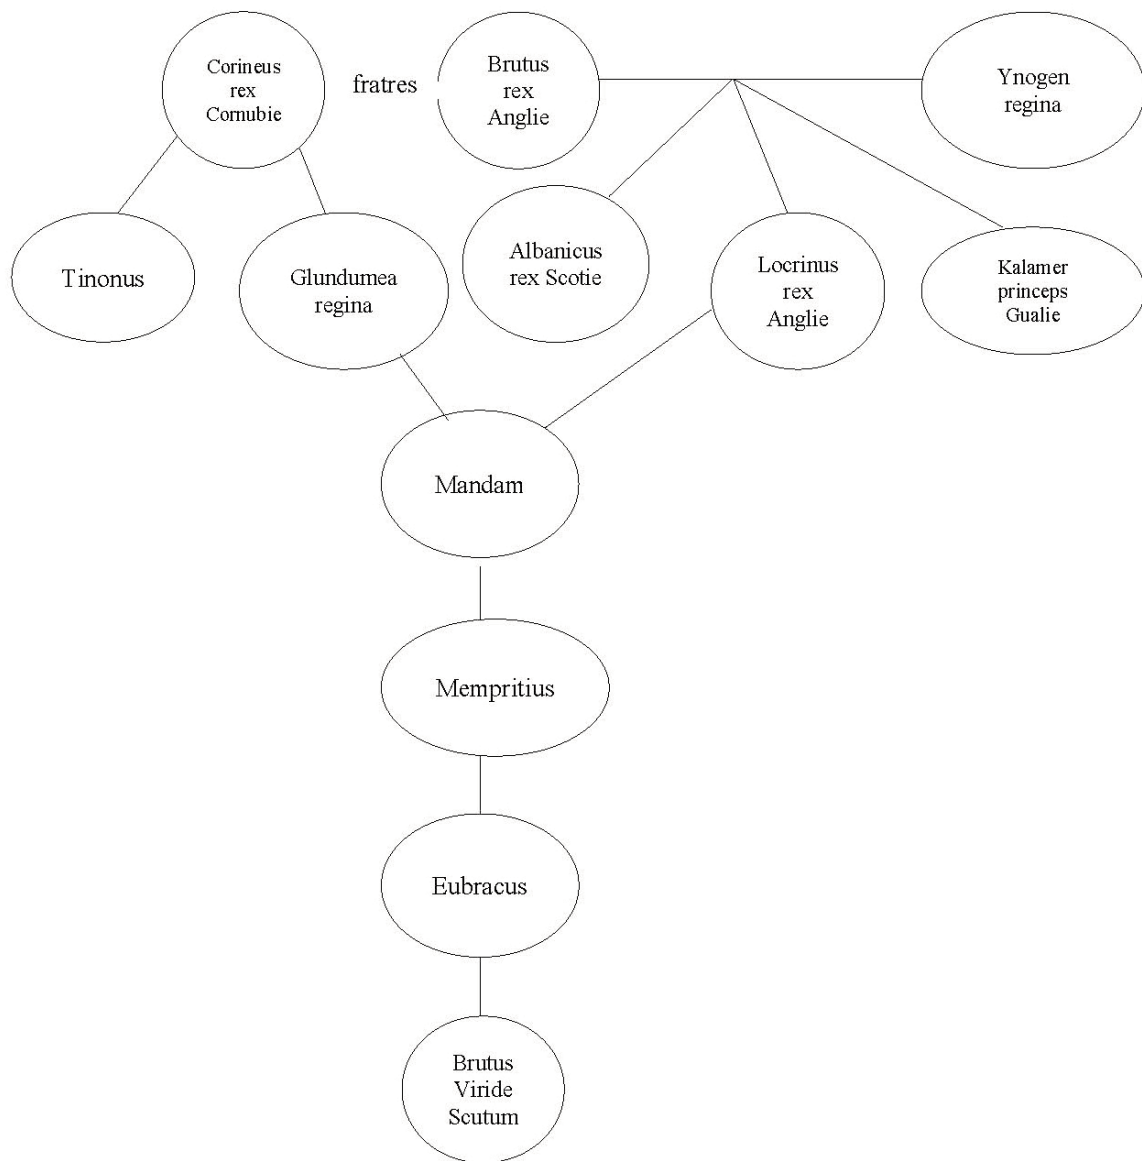 Corineus
rex
Cornubie
fratres
Brutus
rex
Anglie
Ynogen
regina
Tinonus
Glundumea
regina
Albanicus
rex Scotie
Locrinus
rex
Anglie
Kalamer
princeps
Gualie
Mandam
Mempritius
Eubracus
Brutus
Viride
Scutum